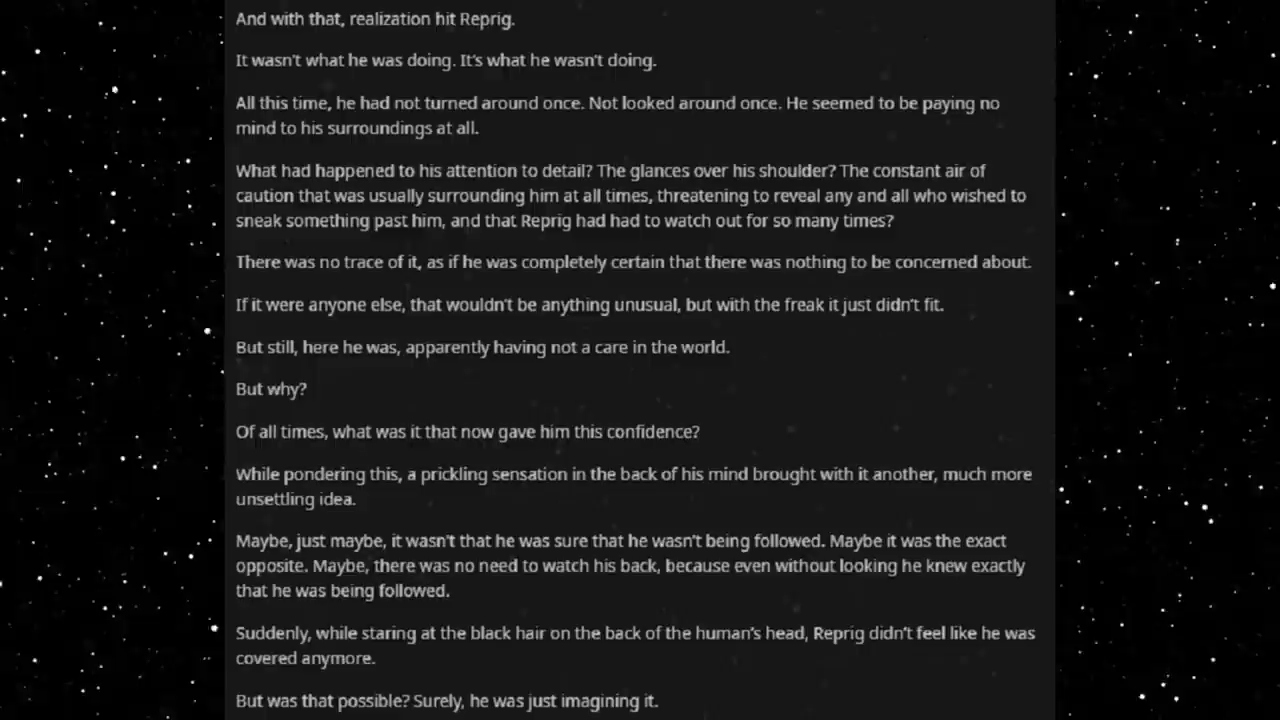 And with that, realization hit Reprig.
It wasn't what he was doing. It's what he wasn't doing.
All this time, he had not turned around once. Not looked around once. He seemed to be paying no
mind to his surroundings at all.
What had happened to his attention to detail? The glances over his shoulder? The constant air of
caution that was usually surrounding him at all times, threatening to reveal any and all who wished to
sneak something past him, and that Reprig had had to watch out for so many times?
There was no trace of it, as if he was completely certain that there was nothing to be concerned about.
If it were anyone else, that wouldn't be anything unusual, but with the freak it just didn't fit.
But still, here he was, apparently having not a care in the world.
But why?
Of all times, what was it that now gave him this confidence?
While pondering this, a prickling sensation in the back of his mind brought with it another, much more
unsettling idea.
Maybe, just maybe, it wasn't that he was sure that he wasn't being followed. Maybe it was the exact
opposite. Maybe, there was no need to watch his back, because even without looking he knew exactly
that he was being followed.
Suddenly, while staring at the black hair on the back of the human's head, Reprig didn't feel like he was
covered anymore.
But was that possible? Surely, he was just imagining it.